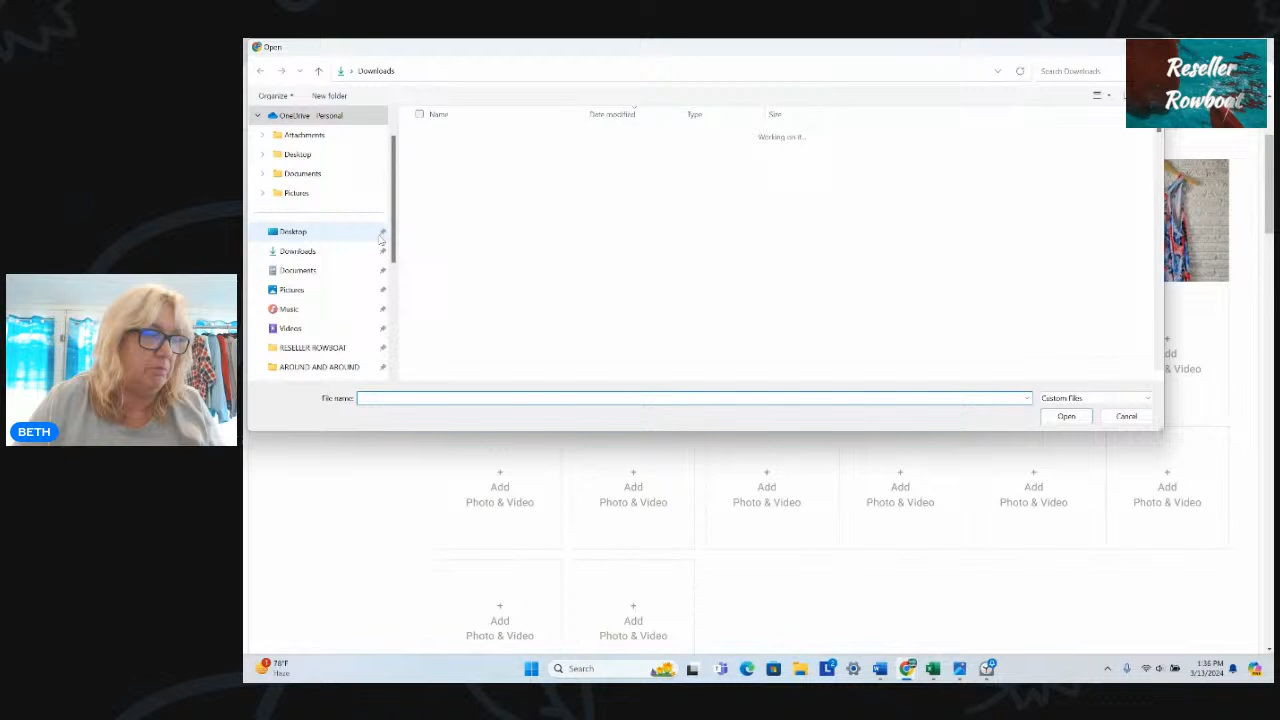 Open
Downloads
Search Downloads
Reseller
Rowboat
Organize
New folder
OneDrive Personal
Name
Date modified
Type
Size
Attachments
Working on it...
Desktop
Documents
Pictures
Desktop
Downloads
Documents
Pictures
Music
Videos
RESELLER ROWBOAT
AROUND AND AROUND
File name:
Custom Files
Open
Cancel
BETH
Photo & Video
+
Add
Photo & Video
+
Add
Photo & Video
+
Add
Photo & Video
+
Add
Photo & Video
+
Add
Photo & Video
+
Add
Photo & Video
+
Add
Photo & Video
+
Add
Photo & Video
1
78°F
Haze
Search
1:36 PM
3/13/2024